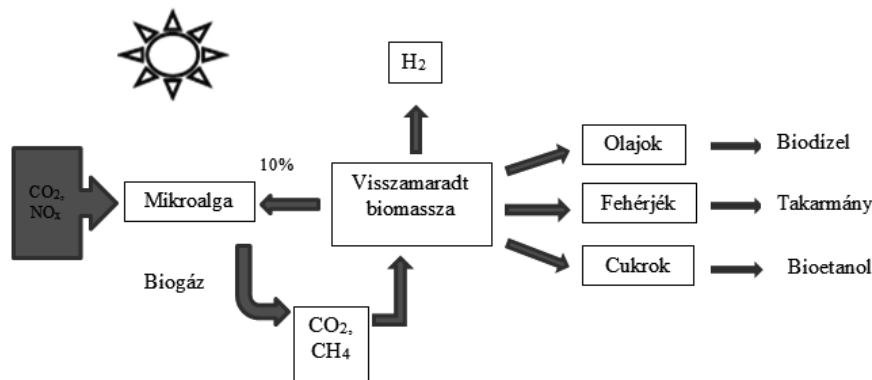 H₂
10%
CO₂,
NOₓ
Mikroalga
Visszamaradt
biomassza
Olajok
Biodízel
Fehérjék
Takarmány
Cukrok
Bioetanol
Biogáz
CO₂,
CH₄